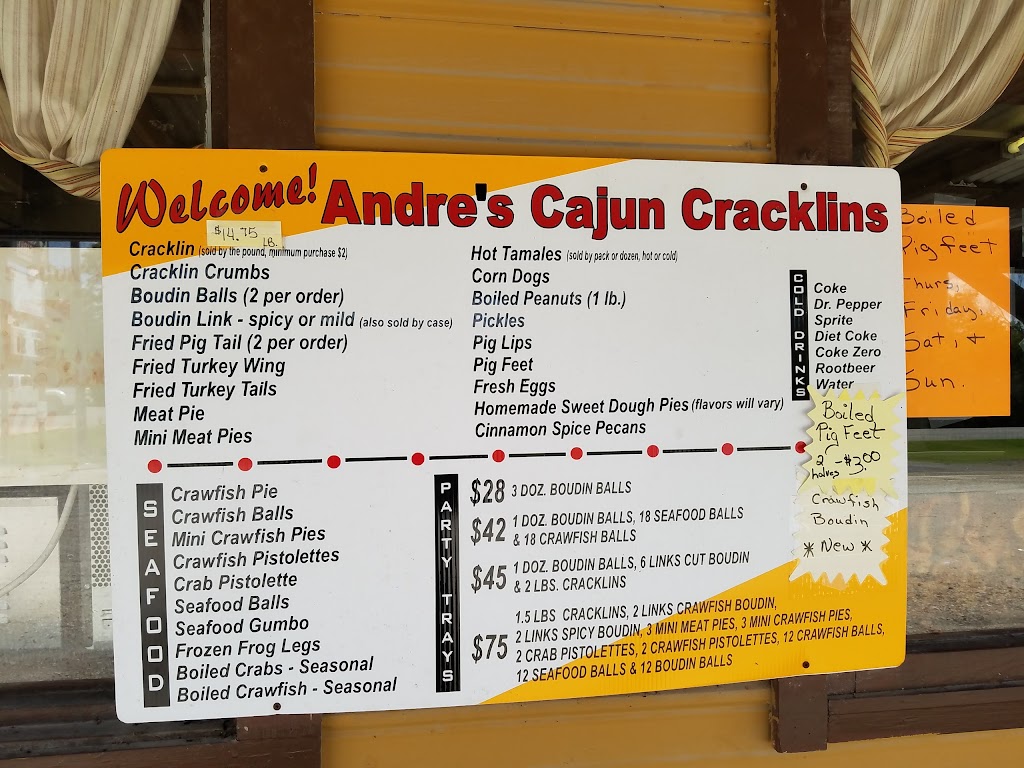 Welcome! Andre's Cajun Cracklins
$14.75 LB.
Cracklin (sold by the pound, minimum purchase $2)
Cracklin Crumbs
Boudin Balls (2 per order)
Boudin Link - spicy or mild (also sold by case)
Fried Pig Tail (2 per order)
Fried Turkey Wing
Fried Turkey Tails
Meat Pie
Mini Meat Pies
Hot Tamales (sold by pack or dozen, hot or cold)
Corn Dogs
Boiled Peanuts (1 lb.)
Pickles
Pig Lips
Pig Feet
Fresh Eggs
Homemade Sweet Dough Pies (flavors will vary)
Cinnamon Spice Pecans
COLD DRINKS
Coke
Dr. Pepper
Sprite
Diet Coke
Coke Zero
Rootbeer
Water
Boiled
Pig Feet
2 halves - $3.00
Crawfish
Boudin
* New *
SEAFOOD
Crawfish Pie
Crawfish Balls
Mini Crawfish Pies
Crawfish Pistolettes
Crab Pistolette
Seafood Balls
Seafood Gumbo
Frozen Frog Legs
Boiled Crabs - Seasonal
Boiled Crawfish - Seasonal
PARTY TRAYS
$28 3 DOZ. BOUDIN BALLS
$42 1 DOZ. BOUDIN BALLS, 18 SEAFOOD BALLS
& 18 CRAWFISH BALLS
$45 1 DOZ. BOUDIN BALLS, 6 LINKS CUT BOUDIN
& 2 LBS. CRACKLINS
$75 1.5 LBS CRACKLINS, 2 LINKS CRAWFISH BOUDIN,
2 LINKS SPICY BOUDIN, 3 MINI MEAT PIES, 3 MINI CRAWFISH PIES,
2 CRAB PISTOLETTES, 2 CRAWFISH PISTOLETTES, 12 CRAWFISH BALLS,
12 SEAFOOD BALLS & 12 BOUDIN BALLS
Boiled
Pig feet
Thurs,
Friday,
Sat, +
Sun.